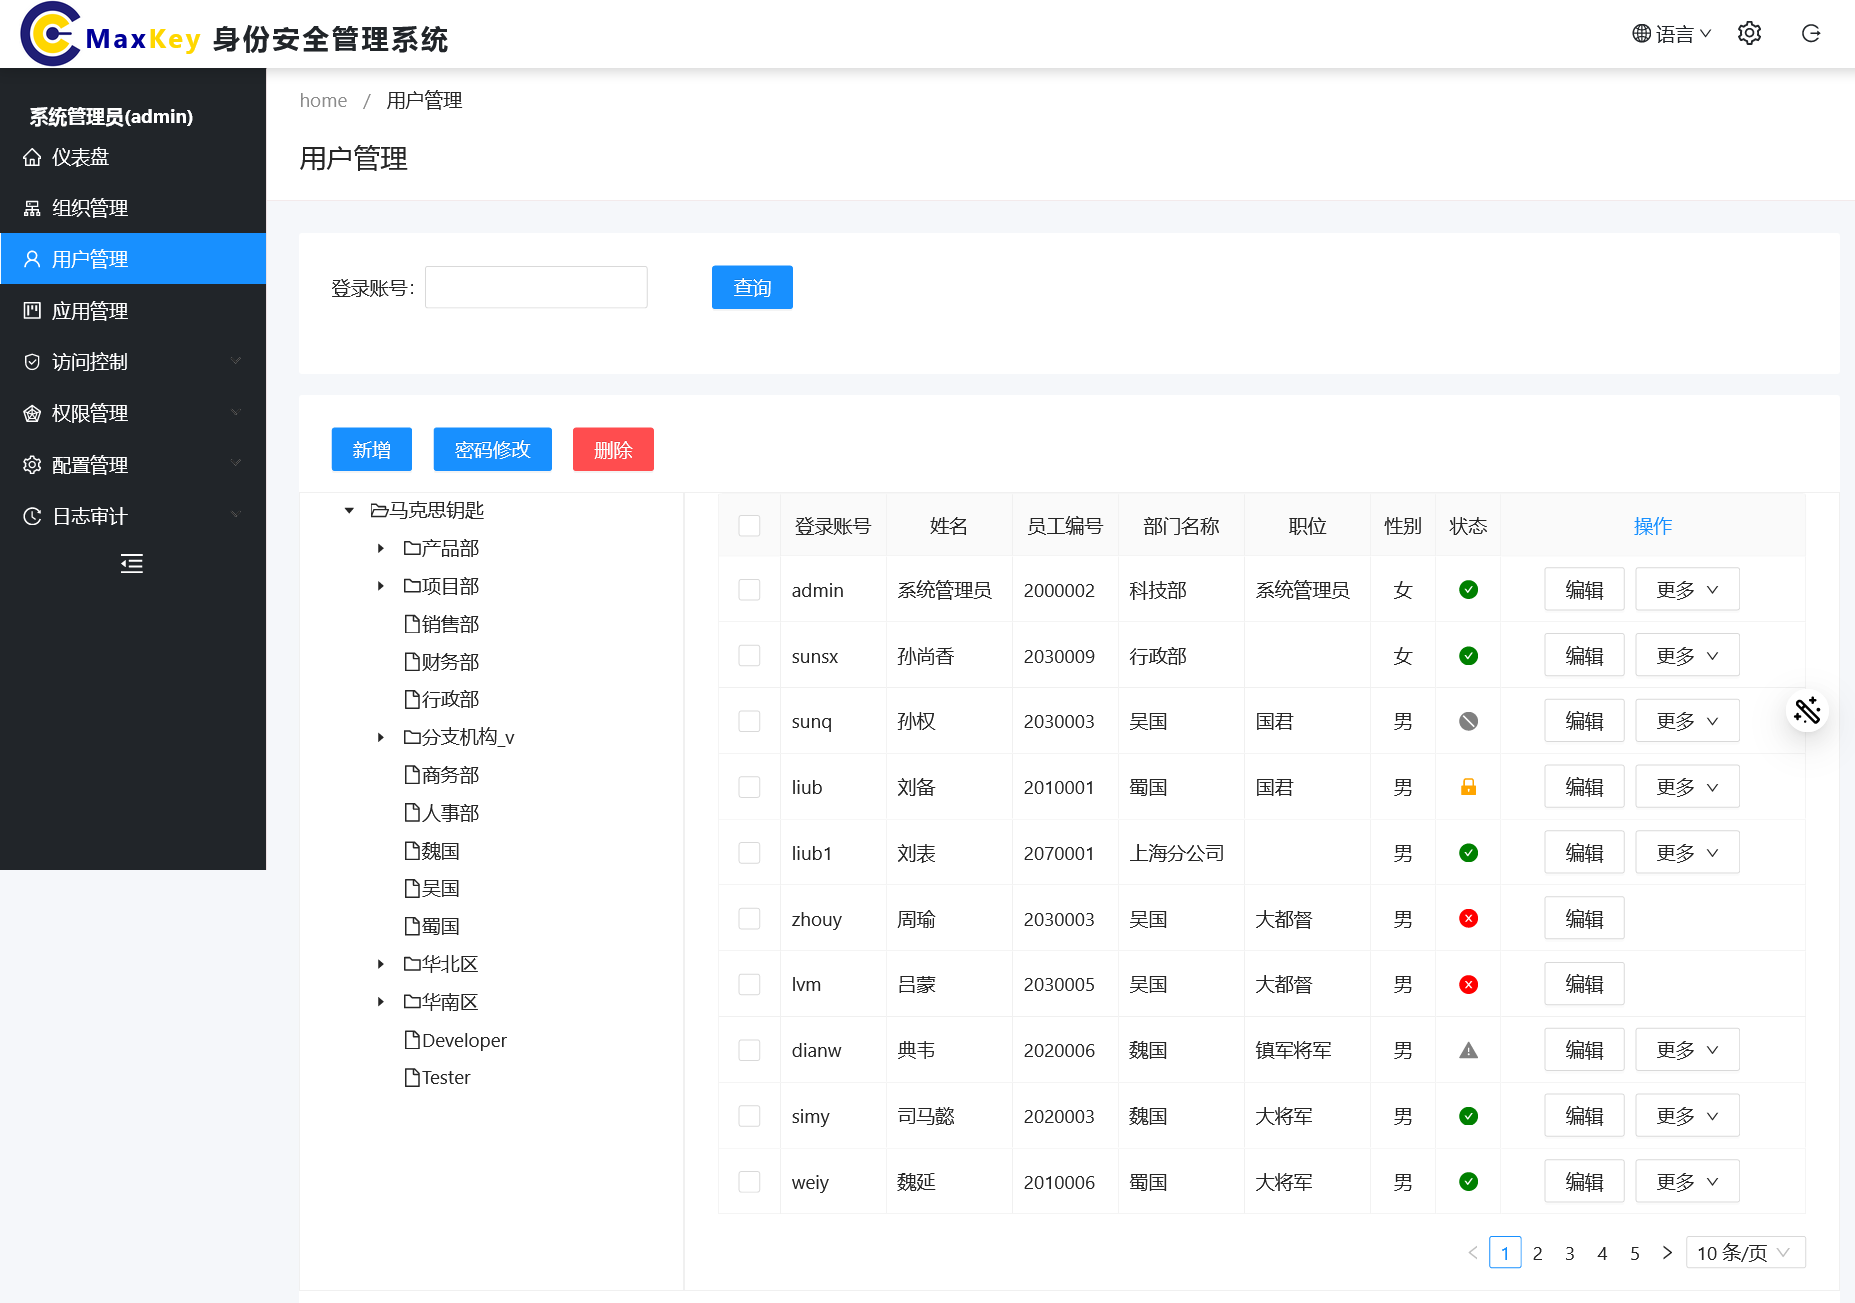 MaxKey 身份安全管理系统
语言
系统管理员(admin)
仪表盘
组织管理
用户管理
应用管理
访问控制
权限管理
配置管理
日志审计
home / 用户管理
用户管理
登录账号:
查询
新增 密码修改 删除
马克思钥匙
产品部
项目部
销售部
财务部
行政部
分支机构_v
商务部
人事部
魏国
吴国
蜀国
华北区
华南区
Developer
Tester
登录账号 姓名 员工编号 部门名称 职位 性别 状态 操作
admin 系统管理员 2000002 科技部 系统管理员 女 编辑 更多
sunsx 孙尚香 2030009 行政部 女 编辑 更多
sunq 孙权 2030003 吴国 国君 男 编辑 更多
liub 刘备 2010001 蜀国 国君 男 编辑 更多
liub1 刘表 2070001 上海分公司 男 编辑 更多
zhouy 周瑜 2030003 吴国 大都督 男 编辑
lvm 吕蒙 2030005 吴国 大都督 男 编辑
dianw 典韦 2020006 魏国 镇军将军 男 编辑 更多
simy 司马懿 2020003 魏国 大将军 男 编辑 更多
weiy 魏延 2010006 蜀国 大将军 男 编辑 更多
1 2 3 4 5 10 条/页